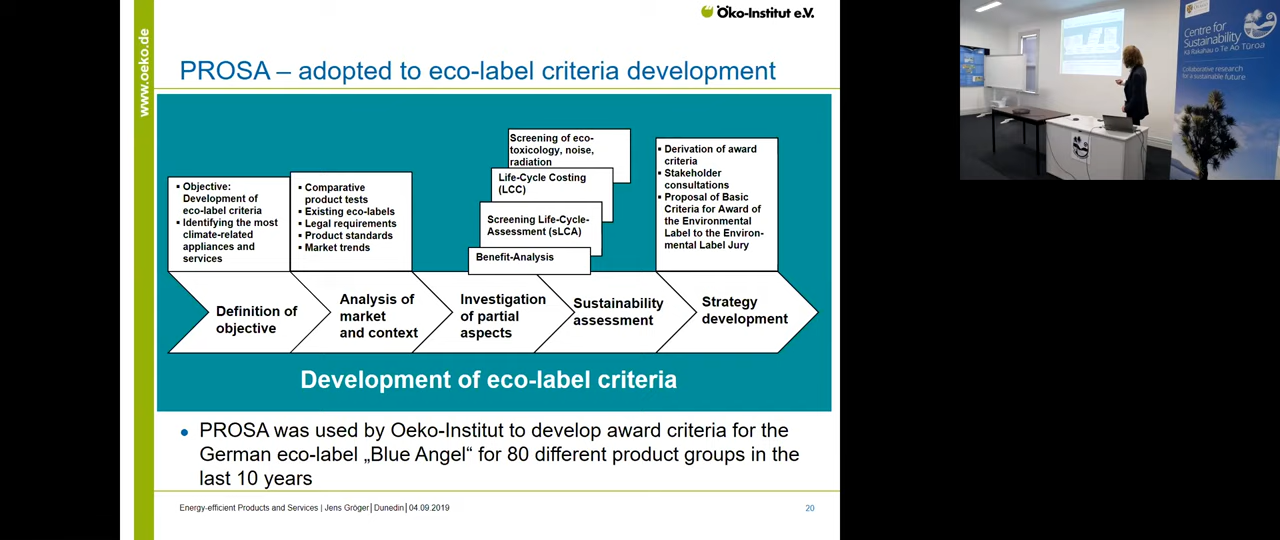 Öko-Institut e.V.
www.oeko.de
PROSA – adopted to eco-label criteria development
▪ Objective:
Development of
eco-label criteria
▪ Identifying the most
climate-related
appliances and
services
▪ Comparative
product tests
▪ Existing eco-labels
▪ Legal requirements
▪ Product standards
▪ Market trends
Screening of eco-
toxicology, noise,
radiation
Life-Cycle Costing
(LCC)
Screening Life-Cycle-
Assessment (sLCA)
Benefit-Analysis
▪ Derivation of award
criteria
▪ Stakeholder
consultations
▪ Proposal of Basic
Criteria for Award of
the Environmental
Label to the Environ-
mental Label Jury
Definition of
objective
Analysis of
market
and context
Investigation
of partial
aspects
Sustainability
assessment
Strategy
development
Development of eco-label criteria
• PROSA was used by Oeko-Institut to develop award criteria for the
German eco-label „Blue Angel“ for 80 different product groups in the
last 10 years
Energy-efficient Products and Services | Jens Gröger│Dunedin│04.09.2019
20
Centre for
Sustainability
Kā Rakahau o Te Ao Tūroa
Collaborative research
for a sustainable future